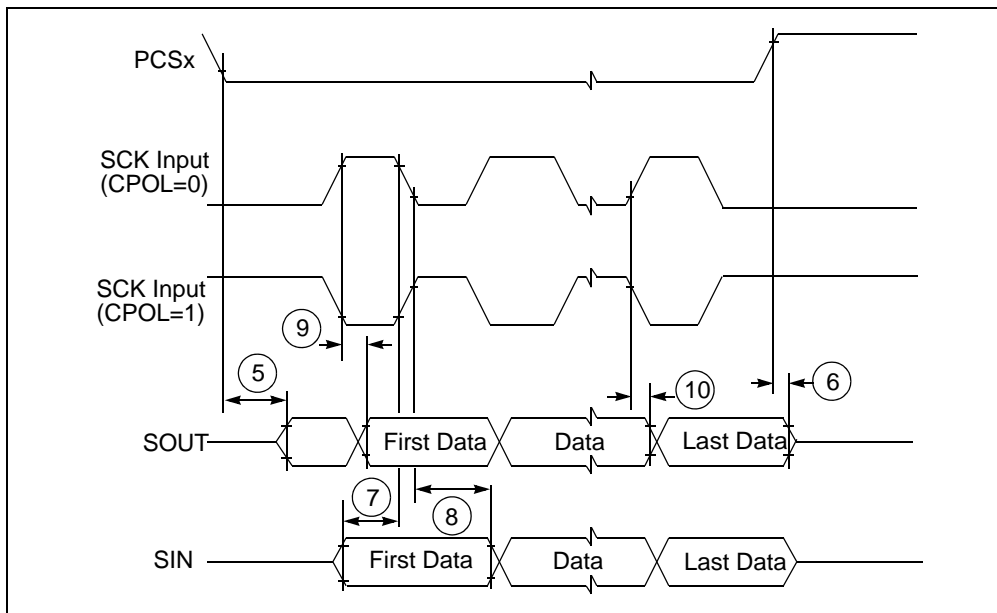 PCSx
SCK Input
(CPOL=0)
SCK Input
(CPOL=1)
9
5
10
6
SOUT
First Data
Data
Last Data
7
8
SIN
First Data
Data
Last Data